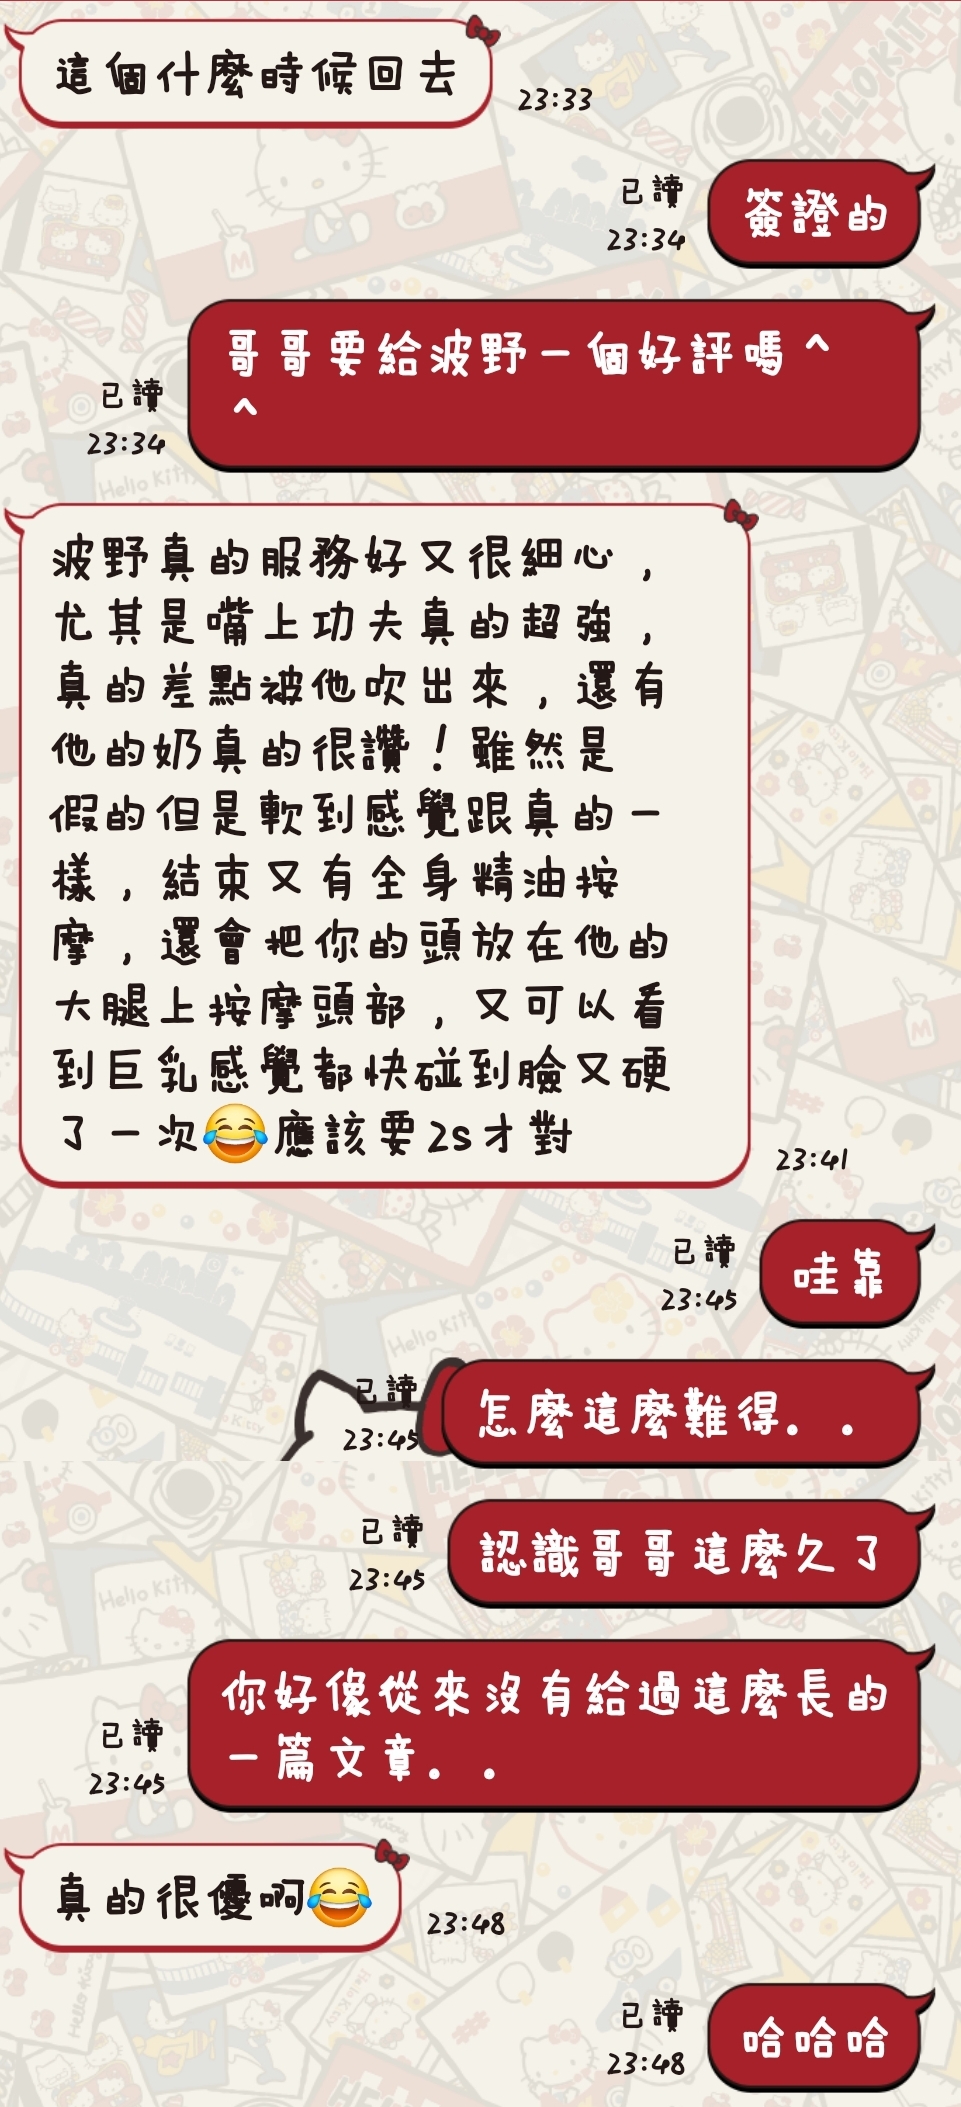 這個什麼時候回去
23:33
已讀
23:34
簽證的
哥哥要給波野一個好評嗎^
^
已讀
23:34
波野真的服務好又很細心，
尤其是嘴上功夫真的超強，
真的差點被他吹出來，還有
他的奶真的很讚！雖然是
假的但是軟到感覺跟真的一
樣，結束又有全身精油按
摩，還會把你的頭放在他的
大腿上按摩頭部，又可以看
到巨乳感覺都快碰到臉又硬
了一次😂應該要2s才對
23:41
已讀
23:45
哇靠
已讀
23:45
怎麼這麼難得．．
已讀
23:45
認識哥哥這麼久了
你好像從來沒有給過這麼長的
一篇文章．．
已讀
23:45
真的很優啊😂
23:48
已讀
23:48
哈哈哈